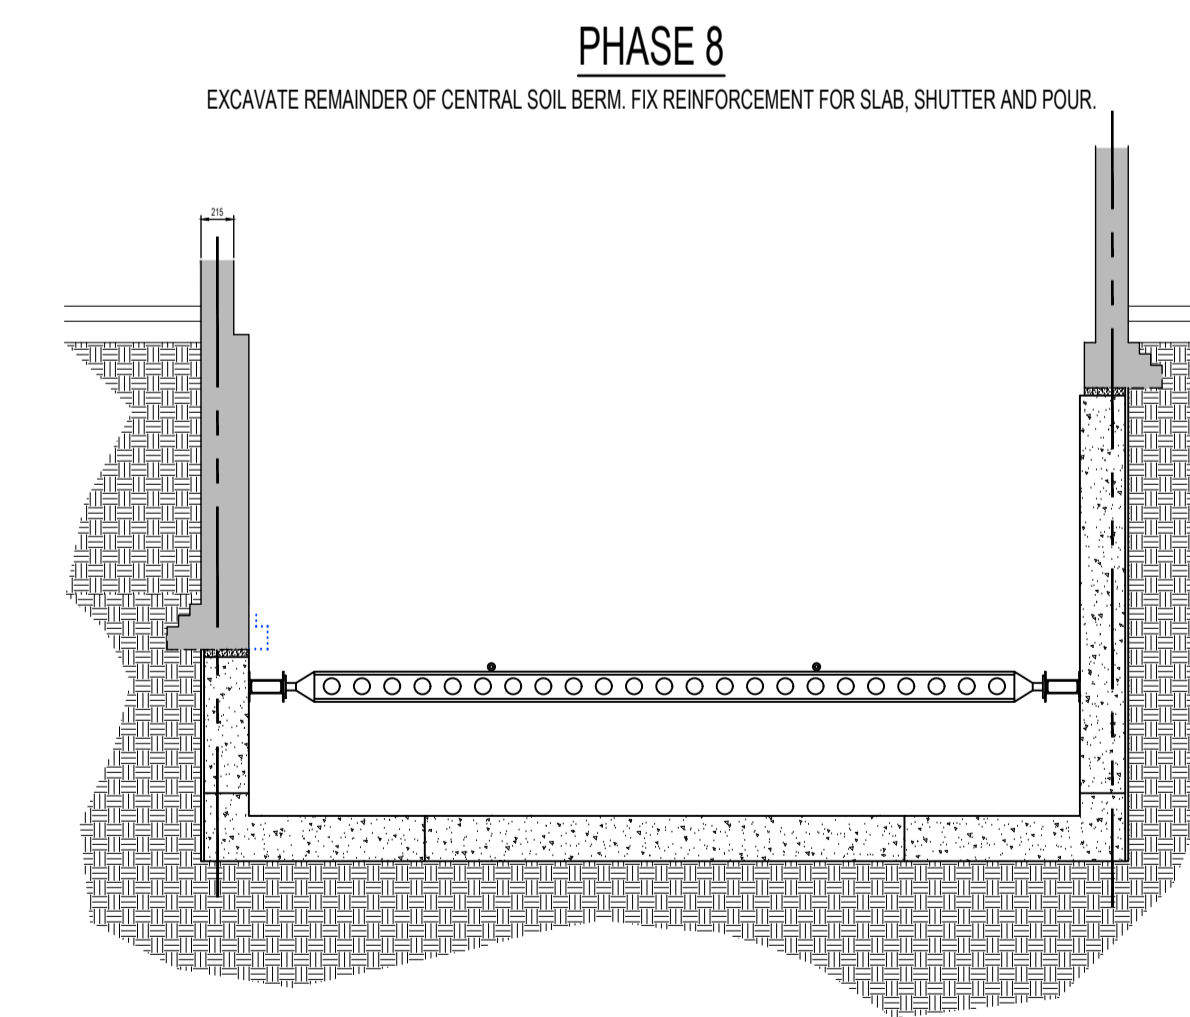 PHASE 8
EXCAVATE REMAINDER OF CENTRAL SOIL BERM. FIX REINFORCEMENT FOR SLAB, SHUTTER AND POUR.
215